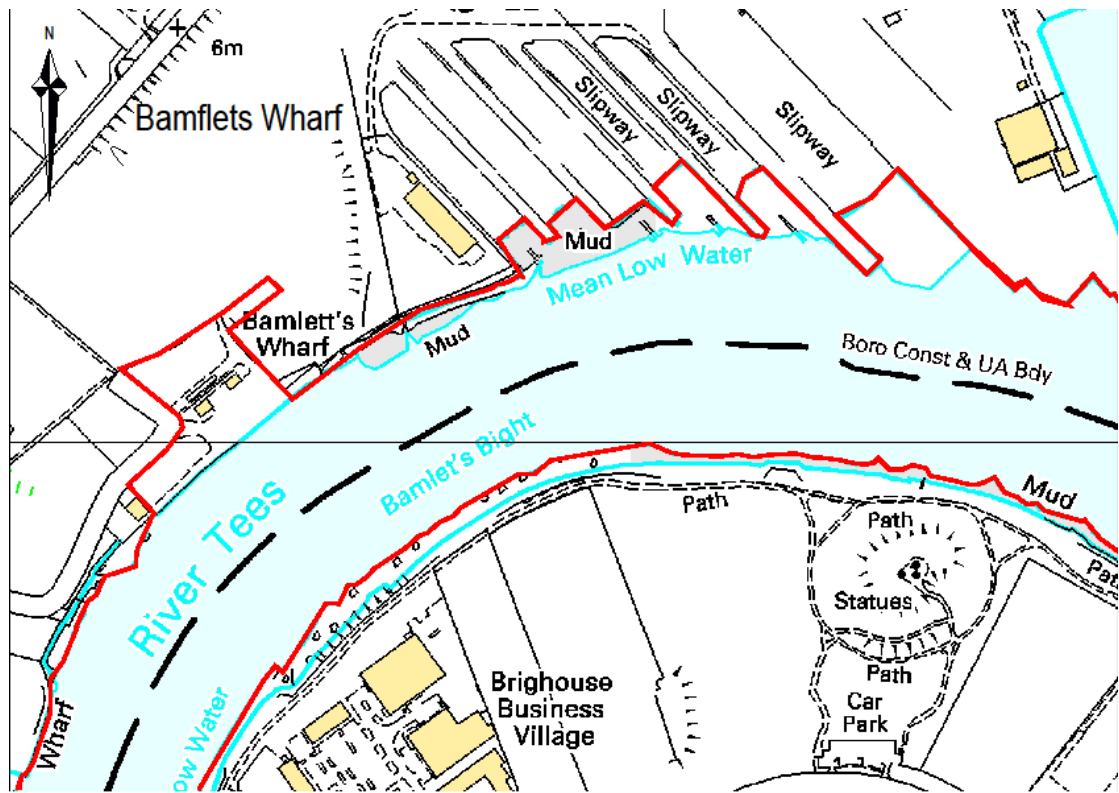 N
6m
Bamflets Wharf
Slipway
Slipway
Slipway
Mud
Mean Low Water
Bamlett's
Wharf
Mud
Boro Const & UA Bdy
Bamlet's Bight
River Tees
Mud
Path
Path
Path
Statues
Path
Car
Park
Brighouse
Business
Village
Wharf
ow Water